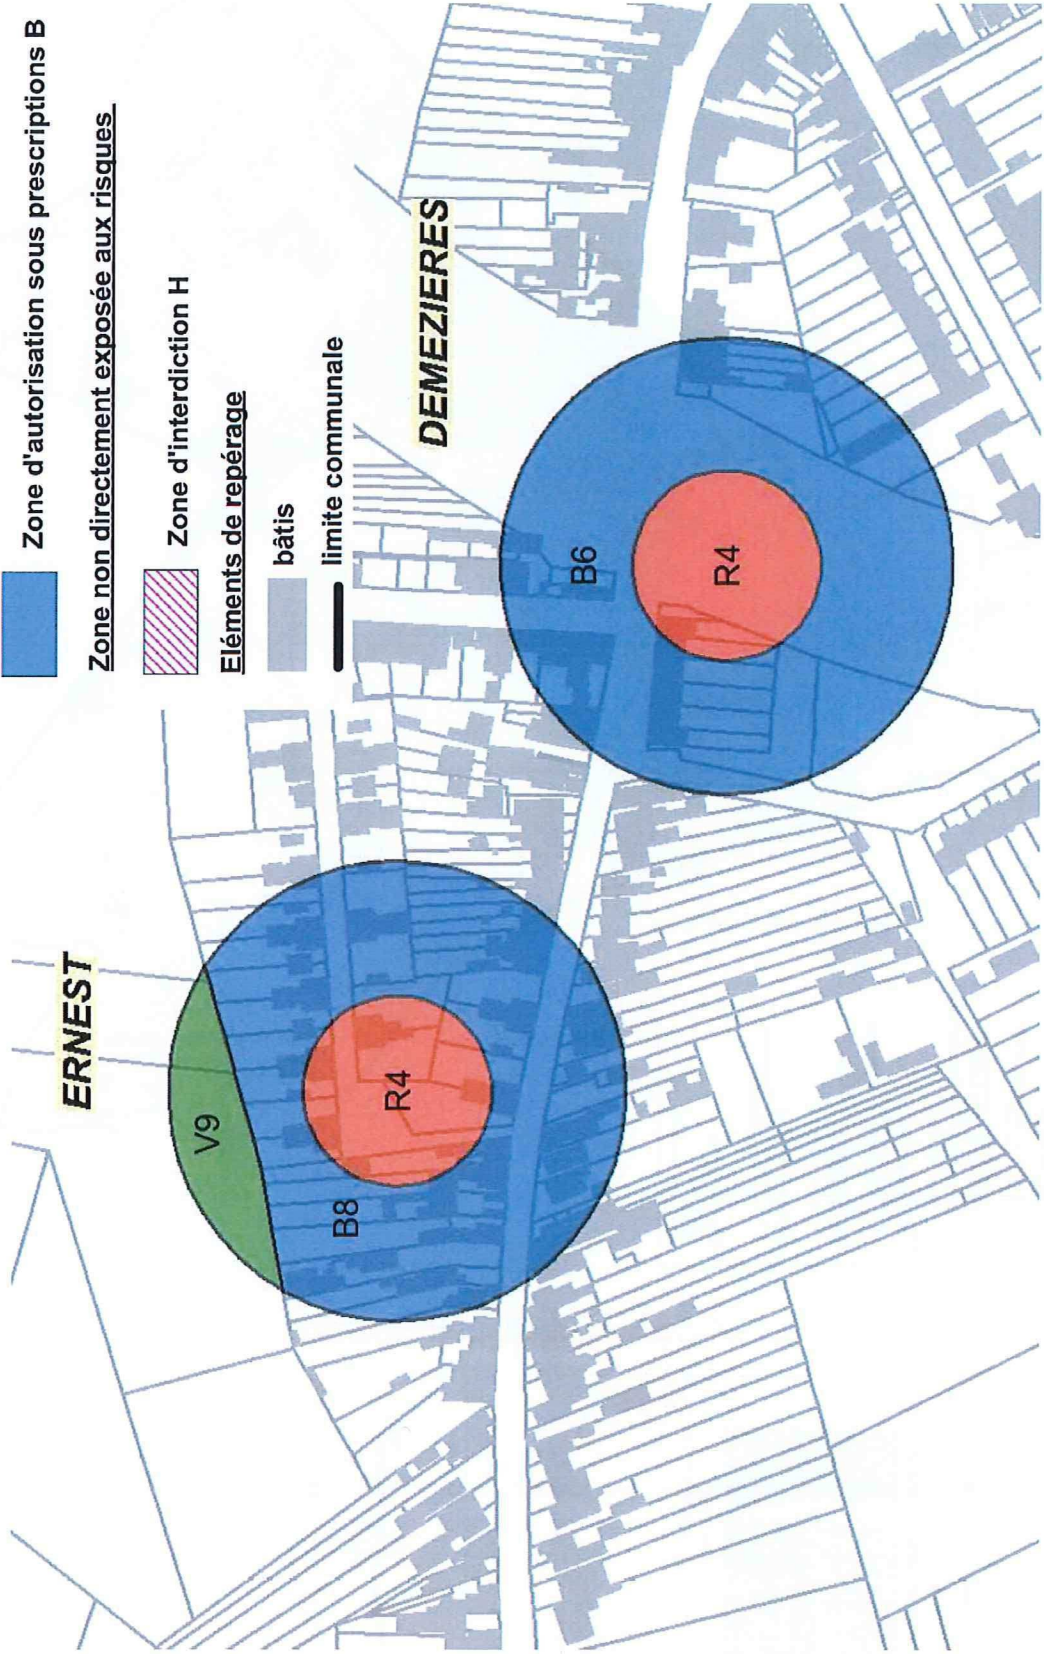 Zone d'autorisation sous prescriptions B
Zone non directement exposée aux risques
Zone d'interdiction H
Eléments de repérage
bâtis
limite communale
ERNEST
V9
B8
R4
DEMEZIERES
B6
R4